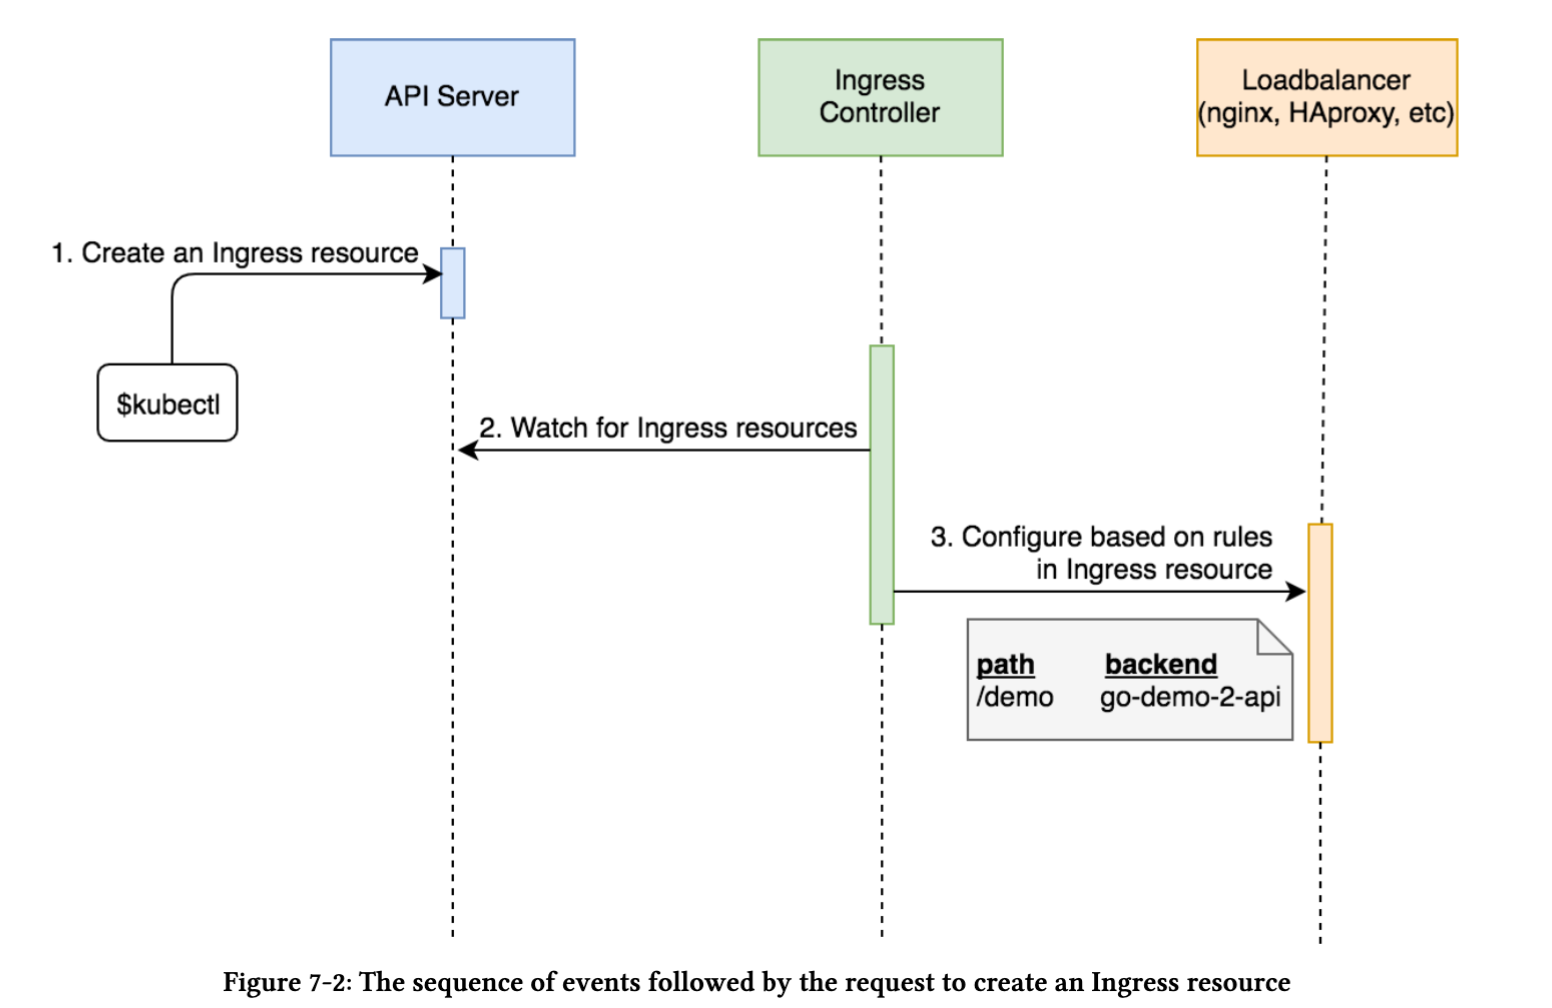 API Server
Ingress
Controller
Loadbalancer
(nginx, HAproxy, etc)
1. Create an Ingress resource
$kubectl
2. Watch for Ingress resources
3. Configure based on rules
in Ingress resource
path backend
/demo go-demo-2-api
Figure 7-2: The sequence of events followed by the request to create an Ingress resource